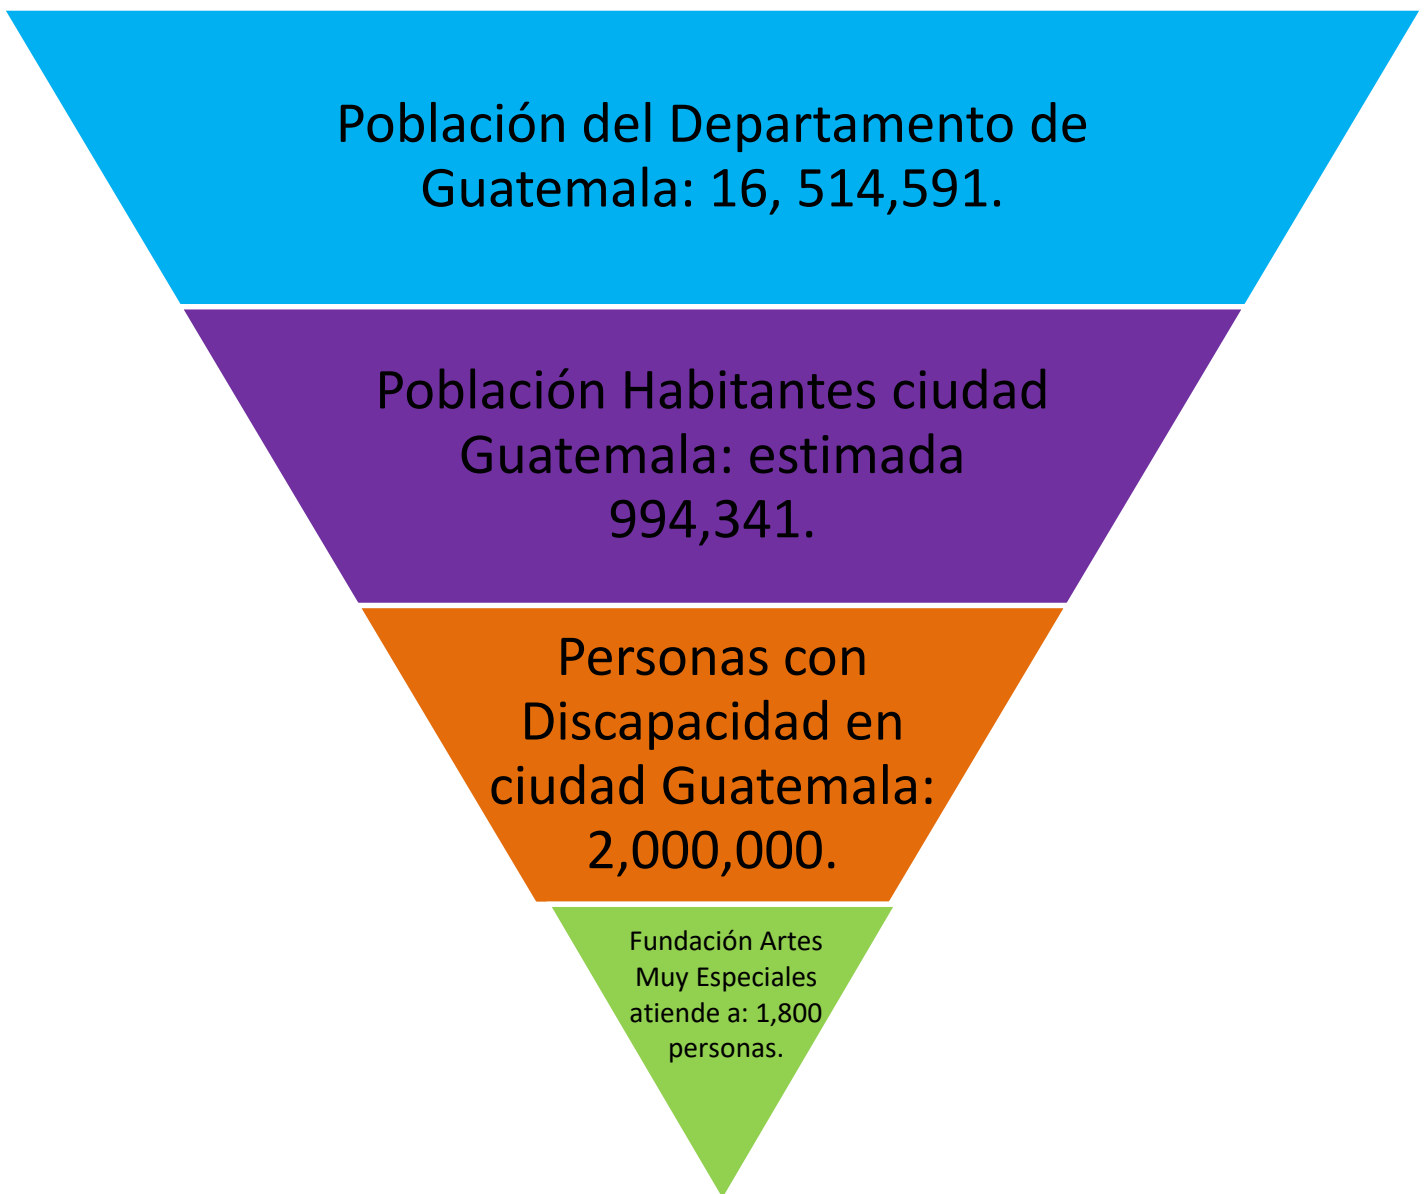 Población del Departamento de
Guatemala: 16, 514,591.
Población Habitantes ciudad
Guatemala: estimada
994,341.
Personas con
Discapacidad en
ciudad Guatemala:
2,000,000.
Fundación Artes
Muy Especiales
atiende a: 1,800
personas.